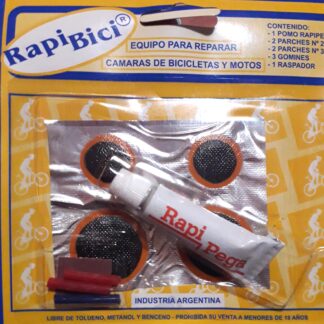 RapiBici®
EQUIPO PARA REPARAR
CAMARAS DE BICICLETAS Y MOTOS
CONTENIDO:
- 1 POMO RAPIPE
- 2 PARCHES Nº 2
- 2 PARCHES Nº 3
- 3 GOMINES
- 1 RASPADOR
Rapi
Pega
INDUSTRIA ARGENTINA
LIBRE DE TOLUENO, METANOL Y BENCENO - PROHIBIDA SU VENTA A MENORES DE 18 AÑOS